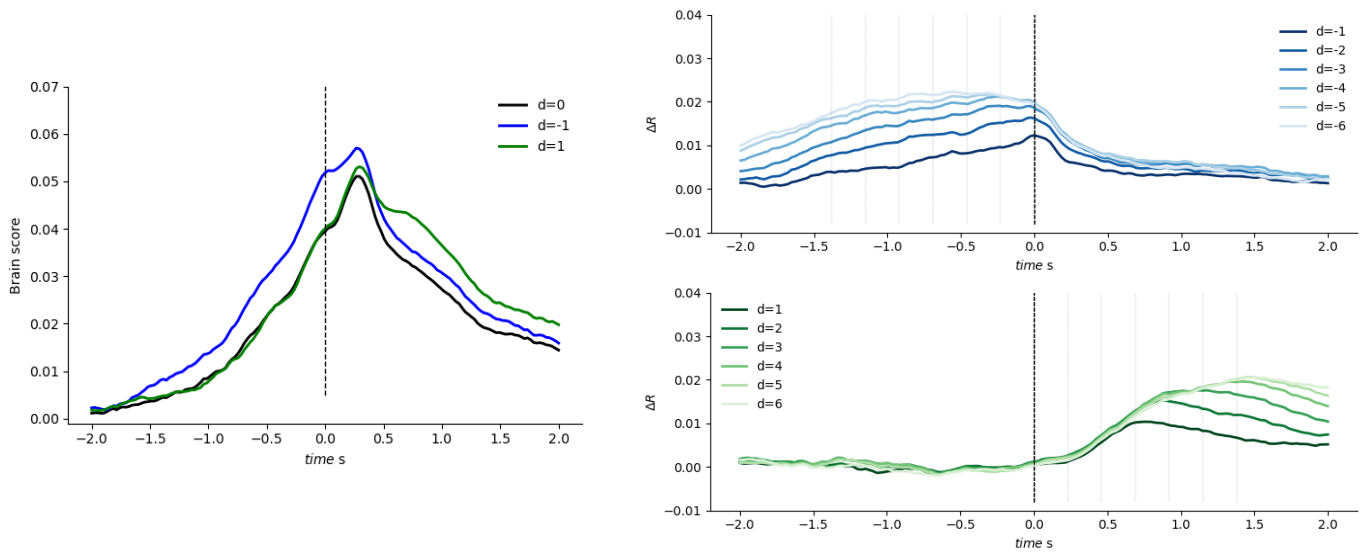 0.07
0.06
0.05
0.04
0.03
0.02
0.01
0.00
Brain score
−2.0 −1.5 −1.0 −0.5 0.0 0.5 1.0 1.5 2.0
time s
d=0
d=-1
d=1
0.04
0.03
0.02
0.01
0.00
−0.01
ΔR
−2.0 −1.5 −1.0 −0.5 0.0 0.5 1.0 1.5 2.0
time s
d=-1
d=-2
d=-3
d=-4
d=-5
d=-6
0.04
0.03
0.02
0.01
0.00
−0.01
ΔR
d=1
d=2
d=3
d=4
d=5
d=6
−2.0 −1.5 −1.0 −0.5 0.0 0.5 1.0 1.5 2.0
time s